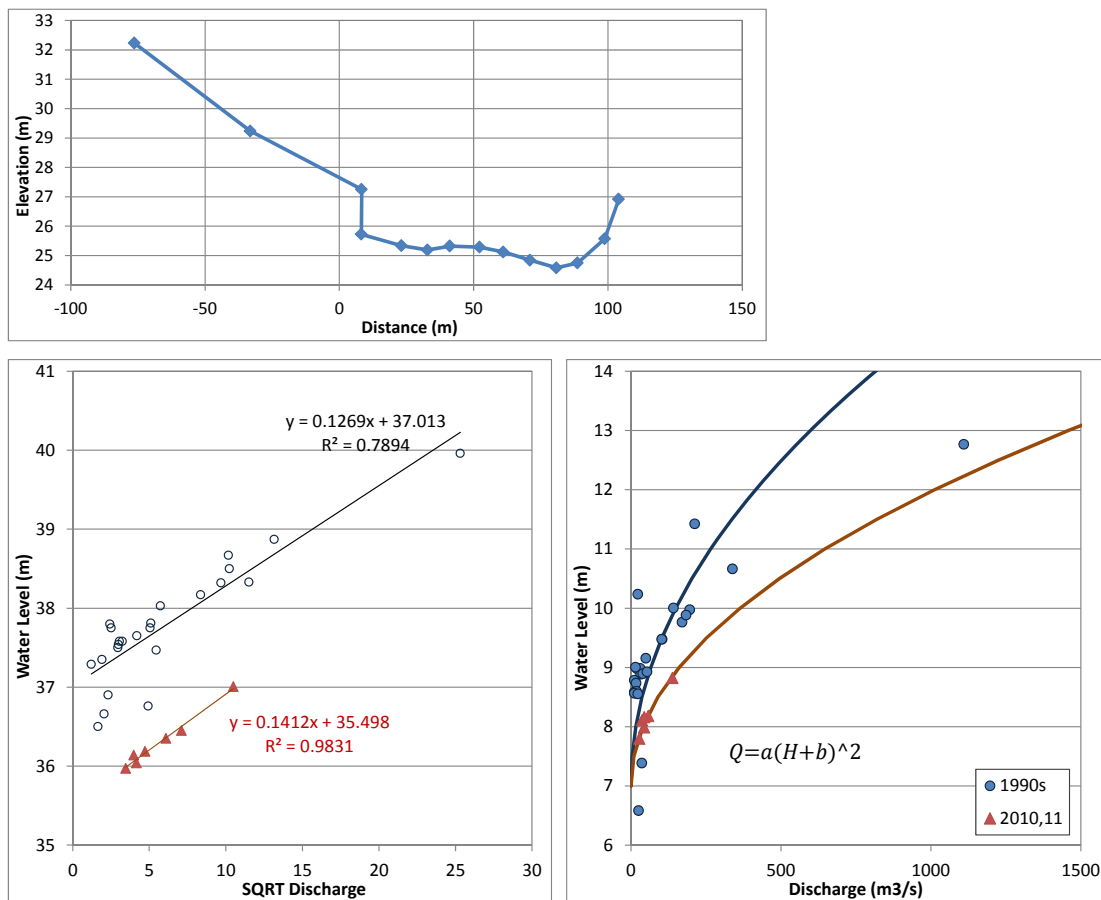 33
32
31
30
29
28
27
26
25
24
Elevation (m)
-100 -50 0 50 100 150
Distance (m)
41
40
39
38
37
36
35
Water Level (m)
y = 0.1269x + 37.013
R² = 0.7894
y = 0.1412x + 35.498
R² = 0.9831
0 5 10 15 20 25 30
SQRT Discharge
14
13
12
11
10
9
8
7
6
Water Level (m)
Q=a(H+b)^2
1990s
2010,11
0 500 1000 1500
Discharge (m3/s)